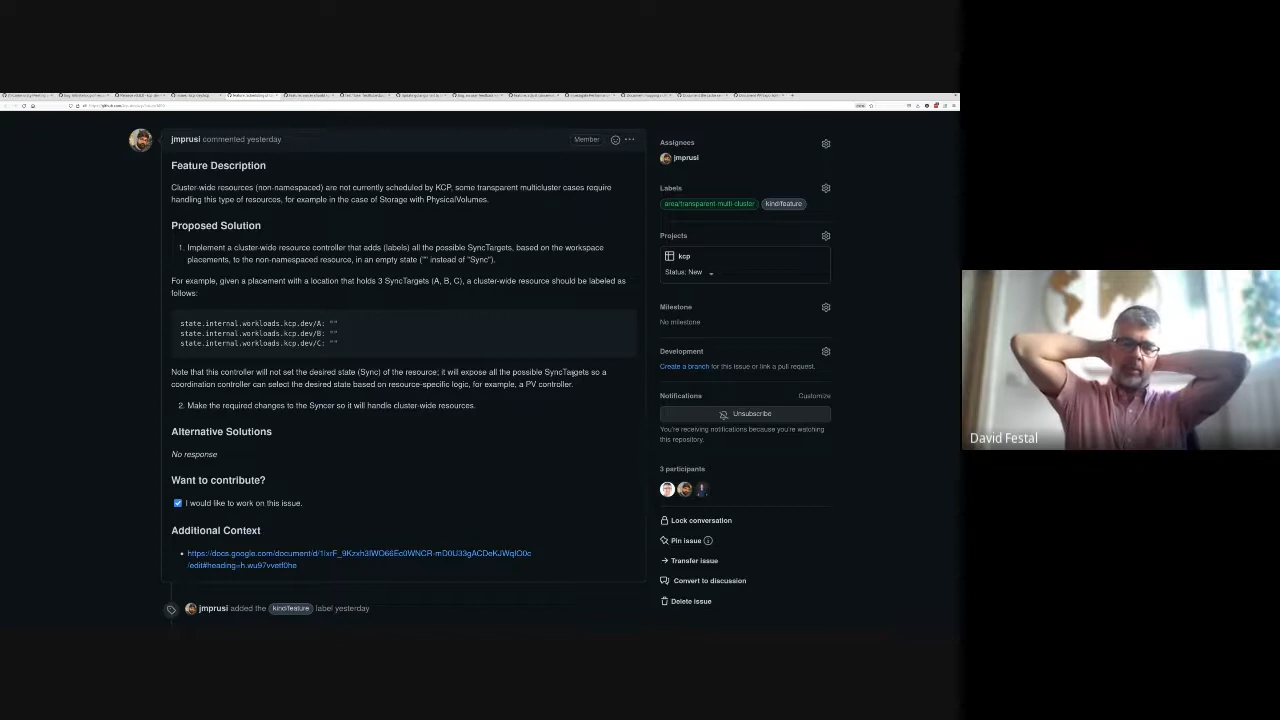 jmprusi commented yesterday
Member
Feature Description
Cluster-wide resources (non-namespaced) are not currently scheduled by KCP, some transparent multicluster cases require
handling this type of resources, for example in the case of Storage with PhysicalVolumes.
Proposed Solution
1. Implement a cluster-wide resource controller that adds (labels) all the possible SyncTargets, based on the workspace
placements, to the non-namespaced resource, in an empty state ("" instead of "Sync").
For example, given a placement with a location that holds 3 SyncTargets (A, B, C), a cluster-wide resource should be labeled as
follows:
state.internal.workloads.kcp.dev/A: ""
state.internal.workloads.kcp.dev/B: ""
state.internal.workloads.kcp.dev/C: ""
Note that this controller will not set the desired state (Sync) of the resource; it will expose all the possible SyncTargets so a
coordination controller can select the desired state based on resource-specific logic, for example, a PV controller.
2. Make the required changes to the Syncer so it will handle cluster-wide resources.
Alternative Solutions
No response
Want to contribute?
I would like to work on this issue.
Additional Context
jmprusi added the kind/feature label yesterday
Assignees
jmprusi
Labels
area/transparent-multi-cluster kind/feature
Projects
kcp
Status: New
Milestone
No milestone
Development
Create a branch for this issue or link a pull request.
Notifications Customize
Unsubscribe
You're receiving notifications because you're watching
this repository.
3 participants
Lock conversation
Pin issue
Transfer issue
Convert to discussion
Delete issue
David Festal